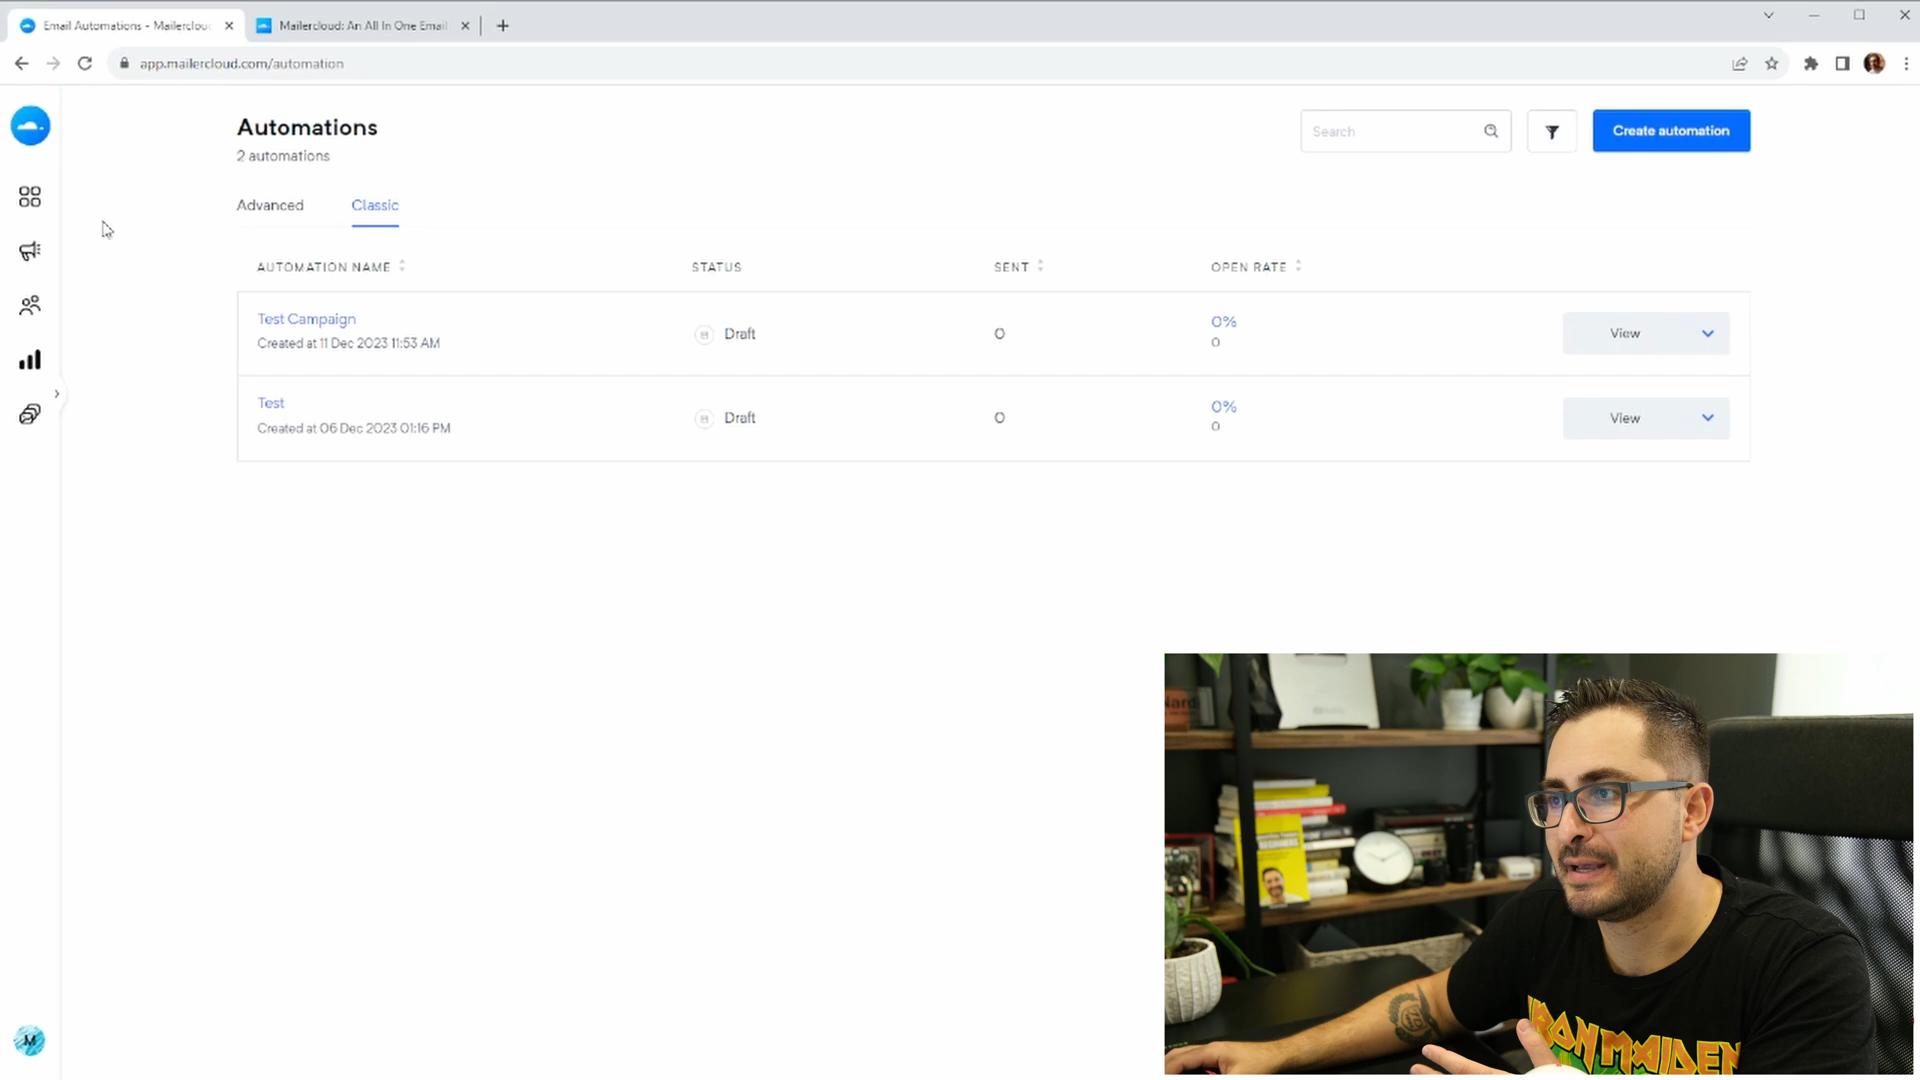 Email Automations - Mailerclou
Mailercloud: An All In One Email
app.mailercloud.com/automation
Automations
2 automations
Search
Create automation
Advanced
Classic
AUTOMATION NAME
STATUS
SENT
OPEN RATE
Test Campaign
Created at 11 Dec 2023 11:53 AM
Draft
0
0%
0
View
Test
Created at 06 Dec 2023 01:16 PM
Draft
0
0%
0
View
M
IRON MAIDEN